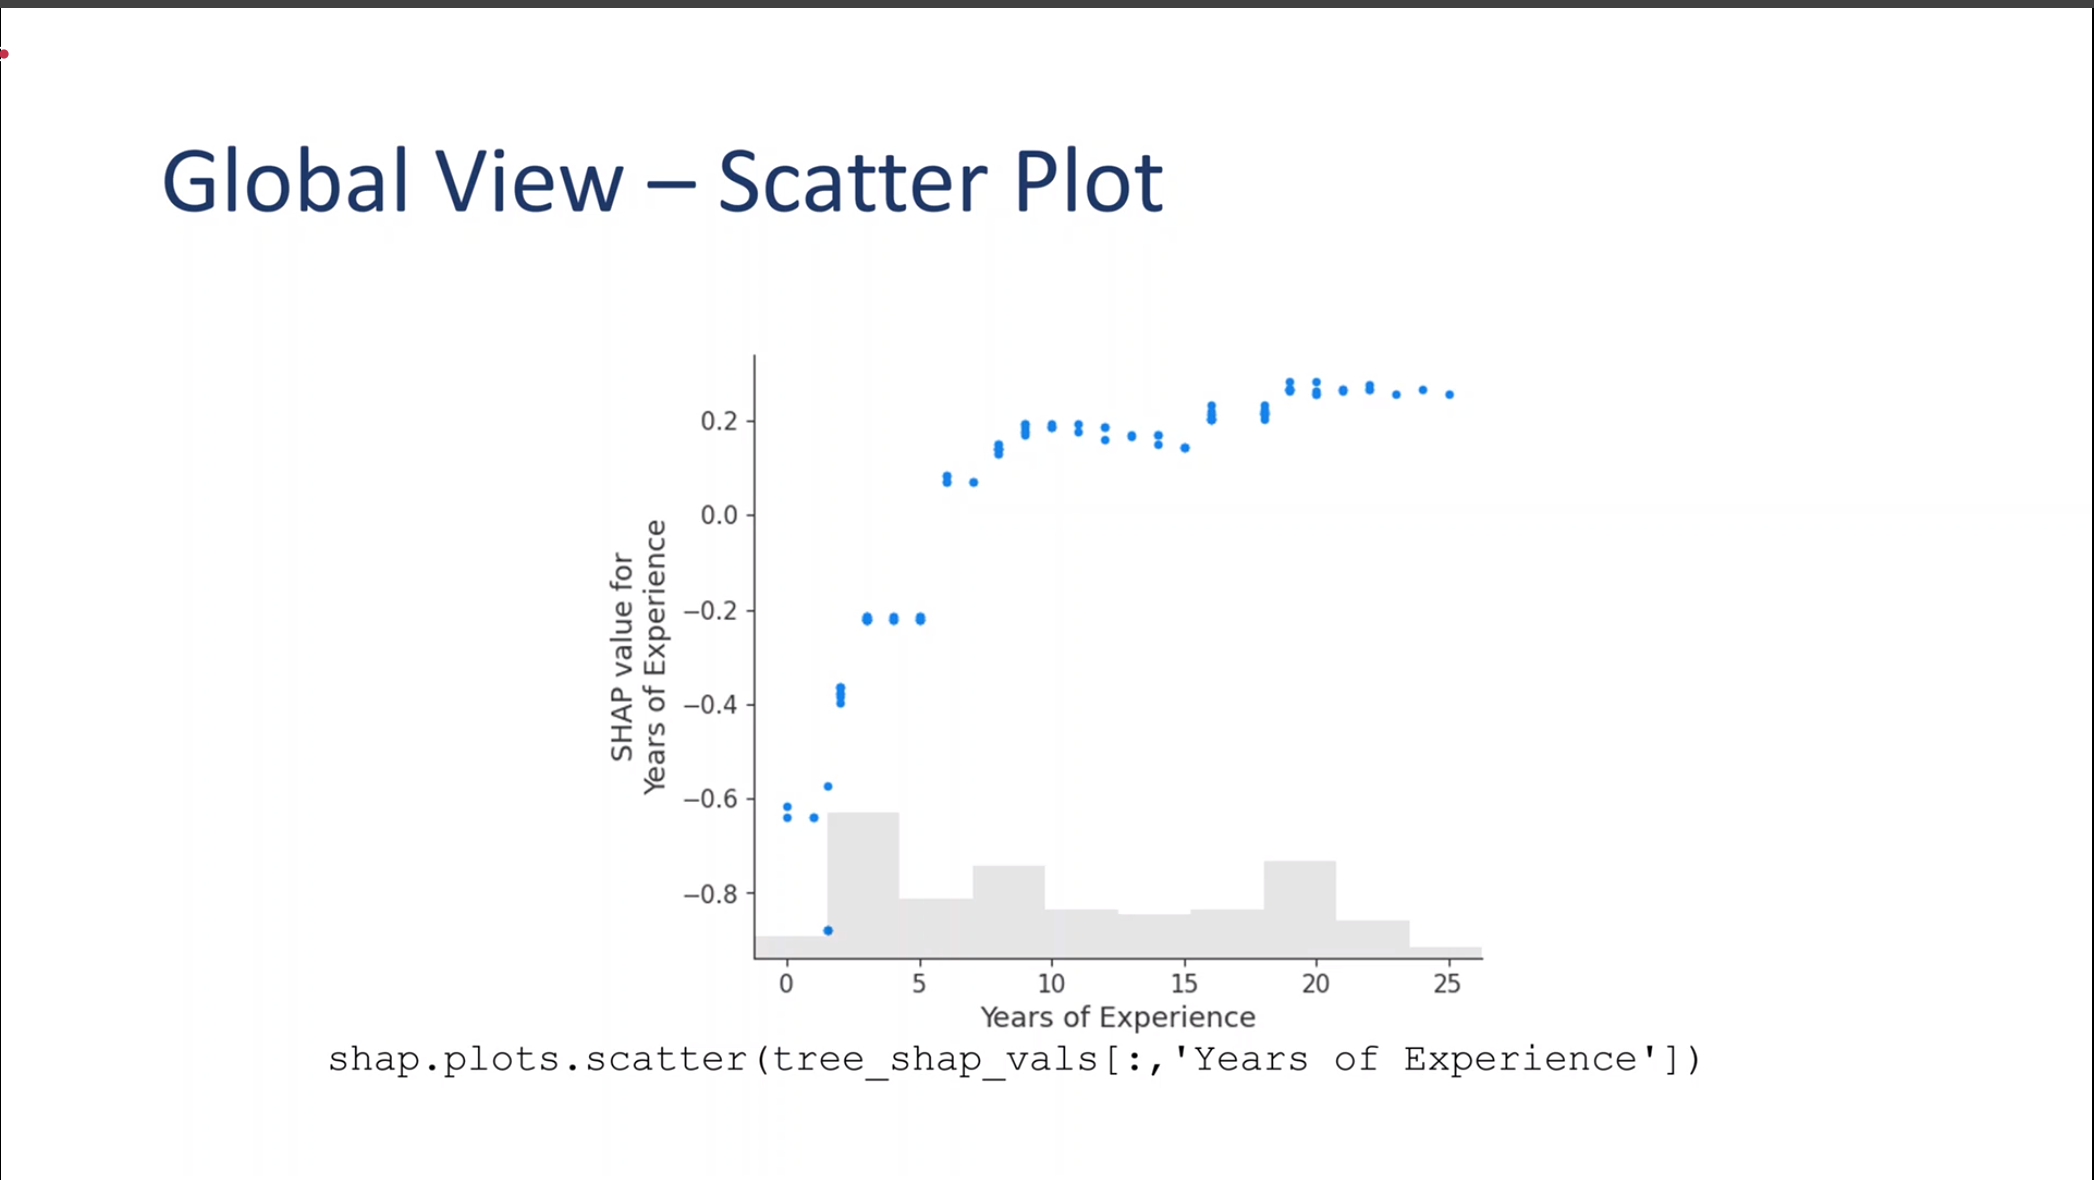 Global View – Scatter Plot
0.2
0.0
−0.2
−0.4
−0.6
−0.8
SHAP value for
Years of Experience
0 5 10 15 20 25
Years of Experience
shap.plots.scatter(tree_shap_vals[:,'Years of Experience'])